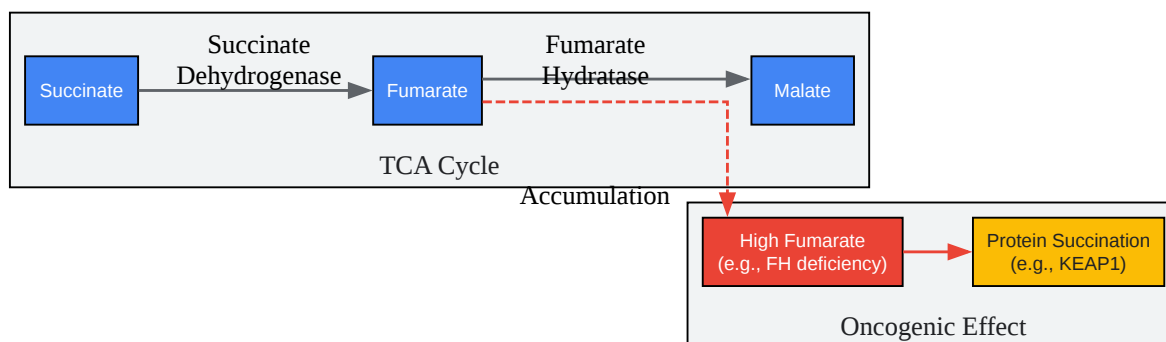 Succinate
Dehydrogenase
Fumarate
Hydratase
Succinate
Fumarate
Malate
TCA Cycle
Accumulation
High Fumarate
(e.g., FH deficiency)
Protein Succination
(e.g., KEAP1)
Oncogenic Effect